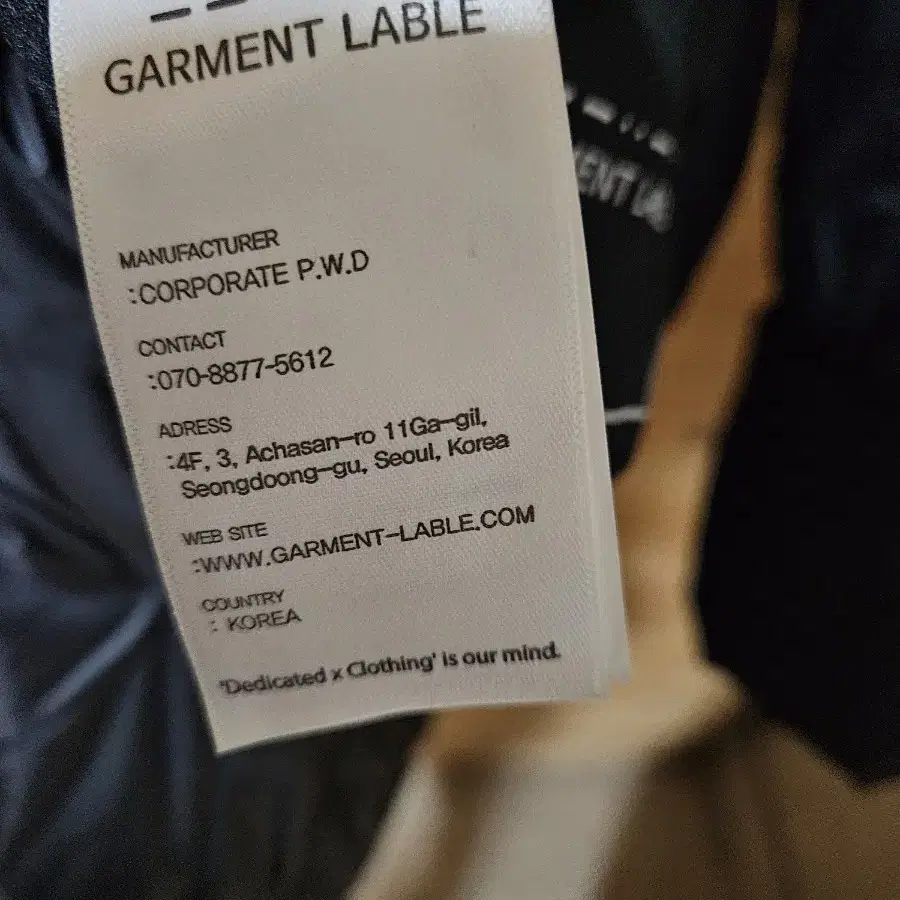 GARMENT LABLE
MANUFACTURER
:CORPORATE P.W.D
CONTACT
:070-8877-5612
ADRESS
:4F, 3, Achasan-ro 11Ga-gil,
Seongdoong-gu, Seoul, Korea
WEB SITE
:WWW.GARMENT-LABLE.COM
COUNTRY
: KOREA
'Dedicated x Clothing' is our mind.